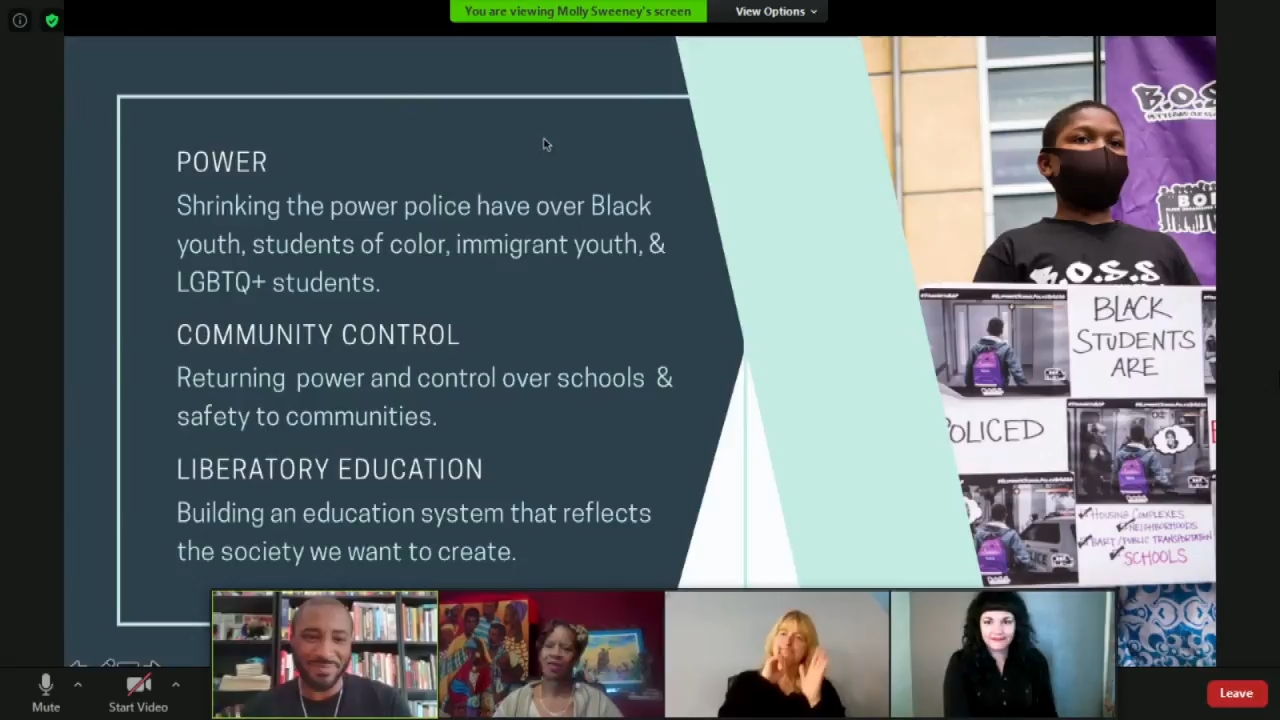 You are viewing Molly Sweeney's screen
View Options
POWER
Shrinking the power police have over Black
youth, students of color, immigrant youth, &
LGBTQ+ students.
COMMUNITY CONTROL
Returning power and control over schools &
safety to communities.
LIBERATORY EDUCATION
Building an education system that reflects
the society we want to create.
B.O.S
BO
B.O.S.S
BLACK
STUDENTS
ARE
OLICED
HOUSING COMPLEXES
NEIGHBORHOODS
BART/PUBLIC TRANSPORTATION
SCHOOLS
Mute
Start Video
Leave